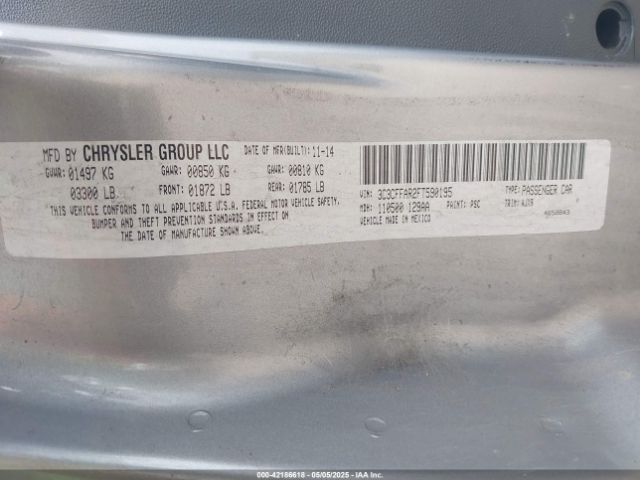 MFD BY CHRYSLER GROUP LLC DATE OF MFR(BUILT): 11-14
GVWR: 01497 KG GAWR: 00850 KG GAWR: 00810 KG
03300 LB FRONT: 01872 LB REAR: 01785 LB
THIS VEHICLE CONFORMS TO ALL APPLICABLE U.S.A. FEDERAL MOTOR VEHICLE SAFETY,
BUMPER AND THEFT PREVENTION STANDARDS IN EFFECT ON
THE DATE OF MANUFACTURE SHOWN ABOVE.
VIN: 3C3CFFAR2FT590195 TYPE: PASSENGER CAR
MDH: 110500 129AA PAINT: PSC TRIM:
VEHICLE MADE IN MEXICO
© IAA - 42186618 - 05/05/2025 - iaai.com